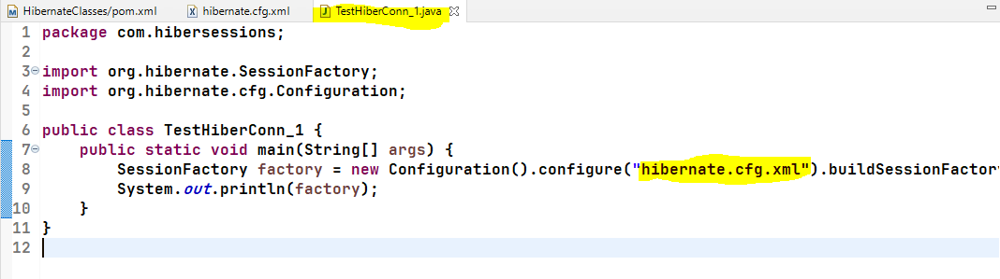 HibernateClasses/pom.xml hibernate.cfg.xml TestHiberConn_1.java
1 package com.hibersessions;
2
3 import org.hibernate.SessionFactory;
4 import org.hibernate.cfg.Configuration;
5
6 public class TestHiberConn_1 {
7 public static void main(String[] args) {
8 SessionFactory factory = new Configuration().configure("hibernate.cfg.xml").buildSessionFactory
9 System.out.println(factory);
10 }
11 }
12